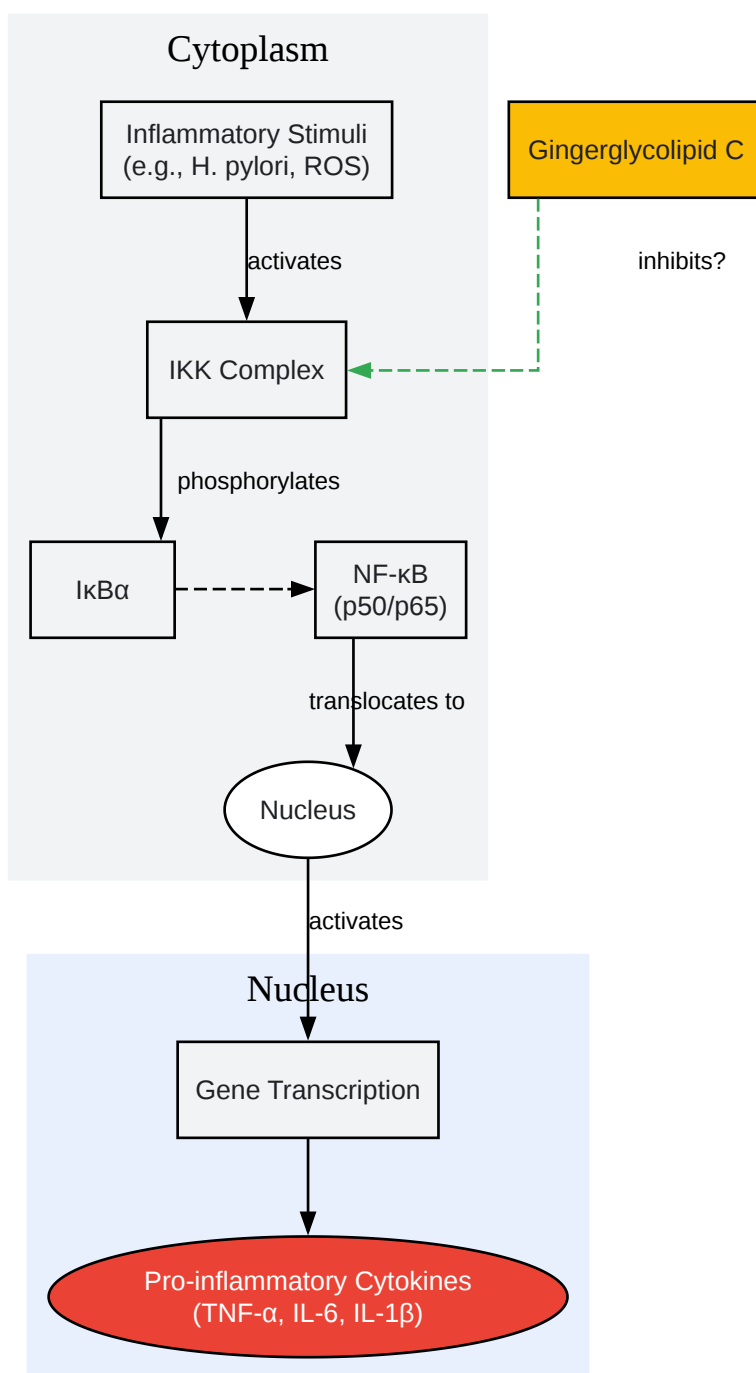 Cytoplasm
Inflammatory Stimuli
(e.g., H. pylori, ROS)
Gingerglycolipid C
activates
inhibits?
IKK Complex
phosphorylates
IκBα
NF-κB
(p50/p65)
translocates to
Nucleus
activates
Nucleus
Gene Transcription
Pro-inflammatory Cytokines
(TNF-α, IL-6, IL-1β)